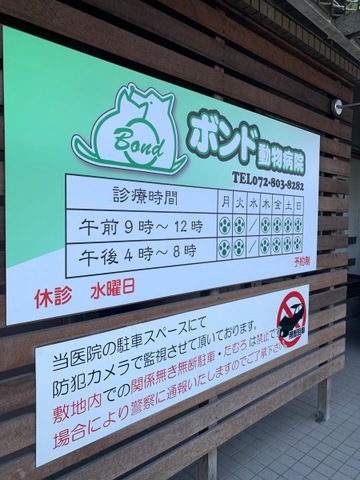 Bond
ボンド動物病院
TEL072-803-8282
診療時間 月 火 水 木 金 土 日
午前9時～12時 ／
午後4時～8時 ／
休診 水曜日
予約制
当医院の駐車スペースにて
防犯カメラで監視させて頂いております。
敷地内での関係無き無断駐車・たむろは禁止です
場合により警察に通報いたしますのでご了承下さい